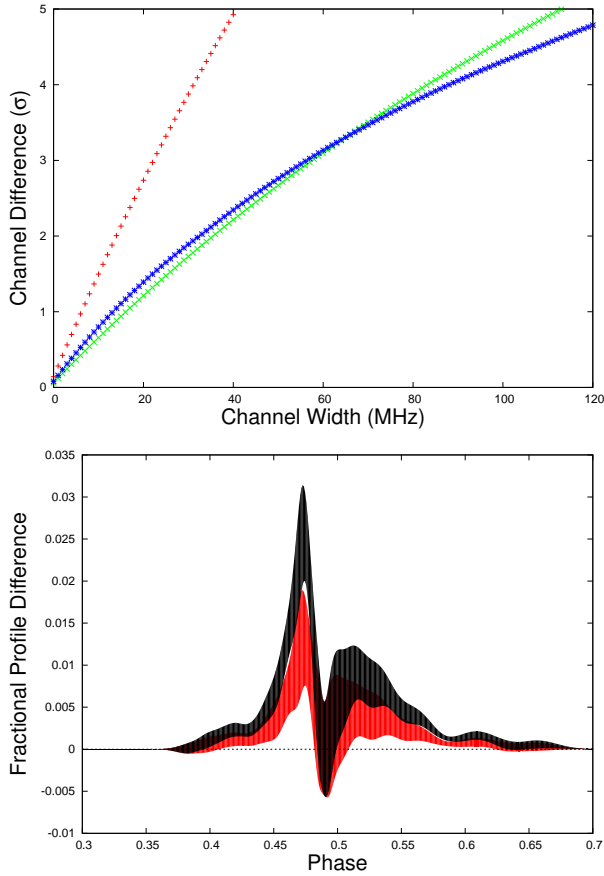 5
4
3
2
1
0
Channel Difference (σ)
0 20 40 60 80 100 120
Channel Width (MHz)
0.035
0.03
0.025
0.02
0.015
0.01
0.005
0
-0.005
-0.01
Fractional Profile Difference
0.3 0.35 0.4 0.45 0.5 0.55 0.6 0.65 0.7
Phase